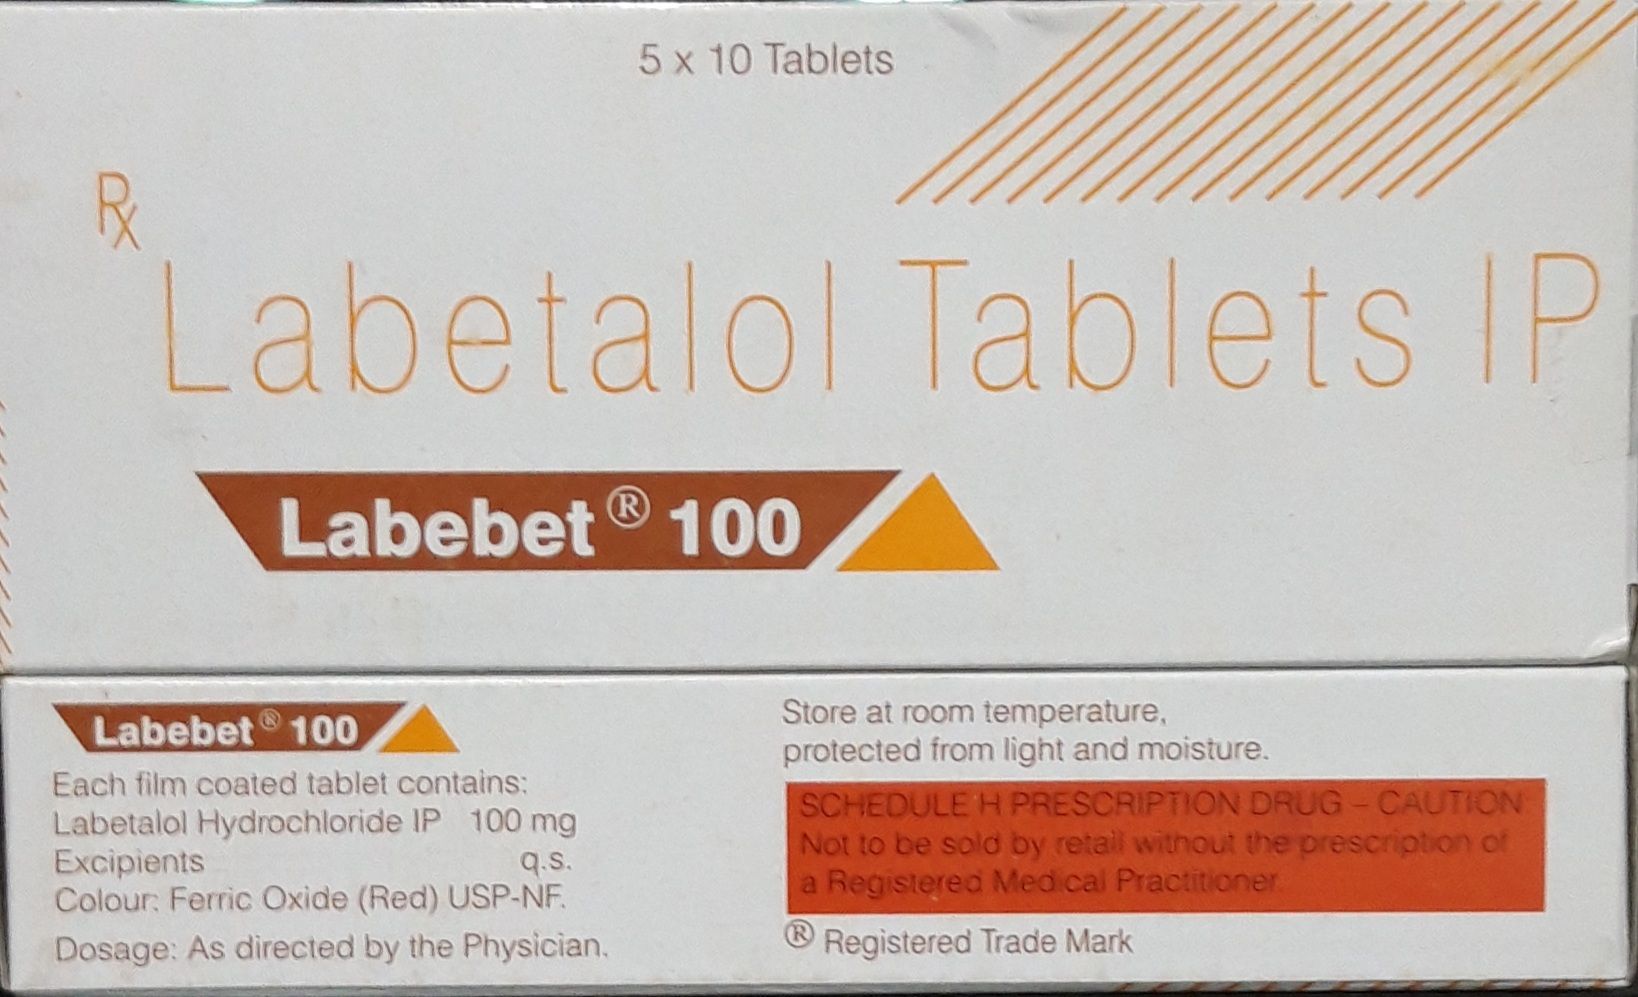 5 x 10 Tablets
Rx
Labetalol Tablets IP
Labebet® 100
Labebet® 100
Each film coated tablet contains:
Labetalol Hydrochloride IP 100 mg
Excipients q.s.
Colour: Ferric Oxide (Red) USP-NF.
Dosage: As directed by the Physician.
Store at room temperature,
protected from light and moisture.
SCHEDULE H PRESCRIPTION DRUG – CAUTION
Not to be sold by retail without the prescription of
a Registered Medical Practitioner
® Registered Trade Mark